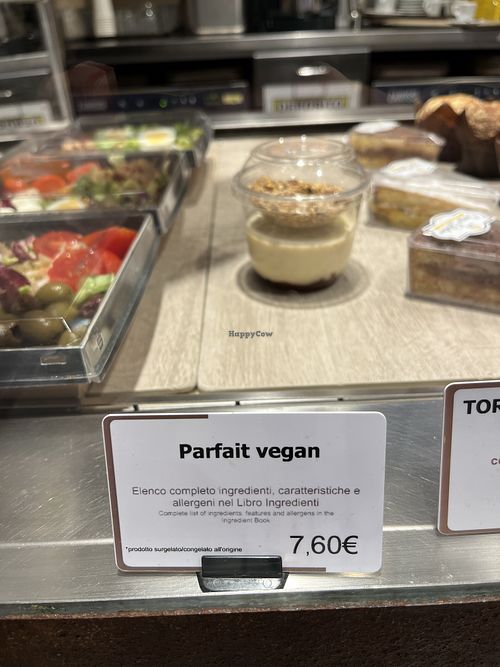 HappyCow
Parfait vegan
Elenco completo ingredienti, caratteristiche e
allergeni nel Libro Ingredienti
Complete list of ingredients, features and allergens in the
Ingredient Book
*prodotto surgelato/congelato all'origine
7,60€
TOR